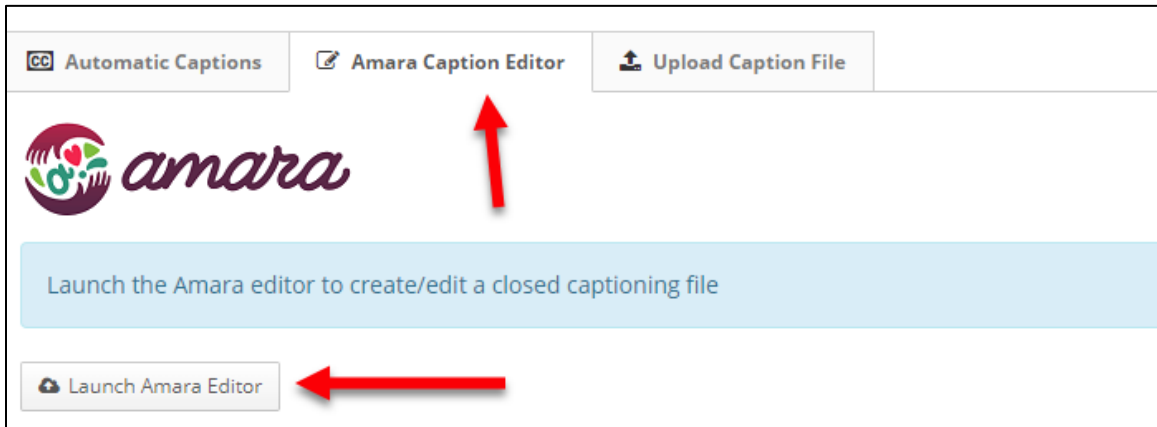 CC Automatic Captions
Amara Caption Editor
Upload Caption File
amara
Launch the Amara editor to create/edit a closed captioning file
Launch Amara Editor